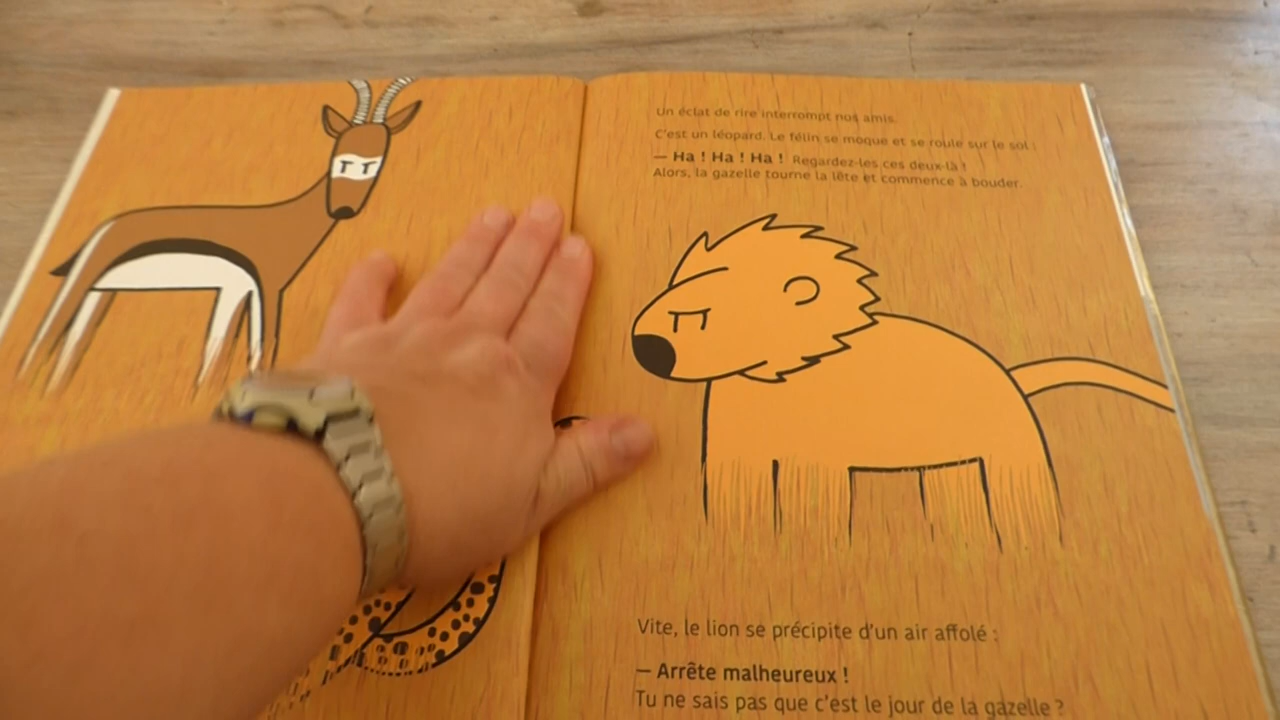 Un éclat de rire interrompt nos amis.
C'est un léopard. Le félin se moque et se roule sur le sol :
— Ha ! Ha ! Ha ! Regardez-les ces deux-là !
Alors, la gazelle tourne la tête et commence à bouder.
Vite, le lion se précipite d'un air affolé :
— Arrête malheureux !
Tu ne sais pas que c'est le jour de la gazelle ?